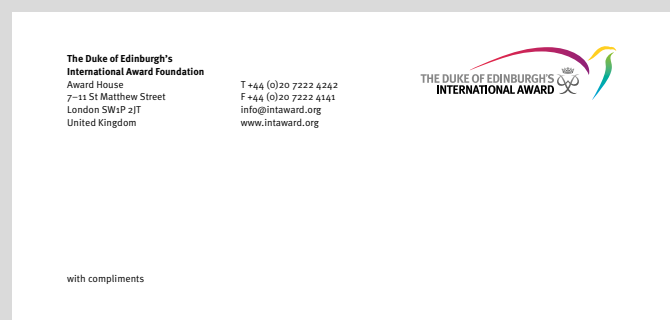 The Duke of Edinburgh's
International Award Foundation
Award House
7–11 St Matthew Street
London SW1P 2JT
United Kingdom
T +44 (0)20 7222 4242
F +44 (0)20 7222 4141
info@intaward.org
www.intaward.org
THE DUKE OF EDINBURGH'S
INTERNATIONAL AWARD
with compliments